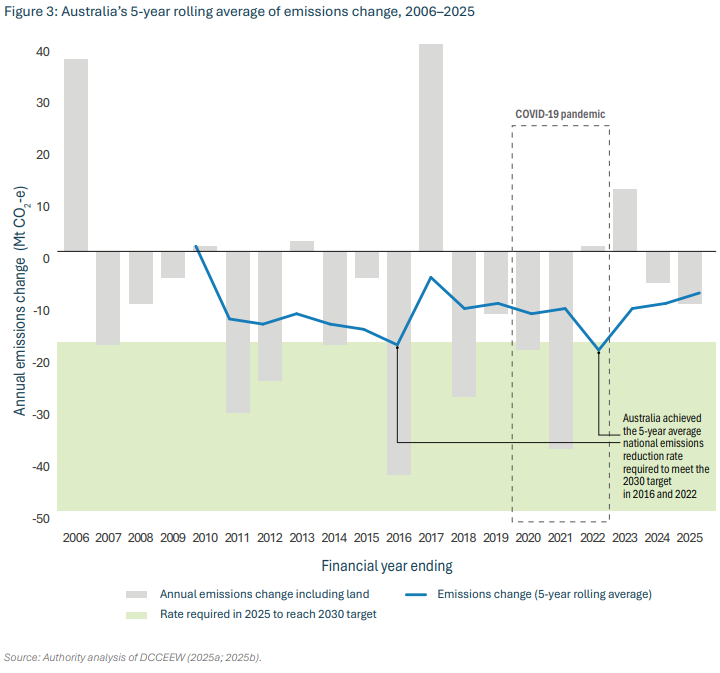 Figure 3: Australia's 5-year rolling average of emissions change, 2006–2025
Annual emissions change (Mt CO2-e)
40
30
20
10
0
-10
-20
-30
-40
-50
COVID-19 pandemic
Australia achieved
the 5-year average
national emissions
reduction rate
required to meet the
2030 target
in 2016 and 2022
2006 2007 2008 2009 2010 2011 2012 2013 2014 2015 2016 2017 2018 2019 2020 2021 2022 2023 2024 2025
Financial year ending
Annual emissions change including land
Emissions change (5-year rolling average)
Rate required in 2025 to reach 2030 target
Source: Authority analysis of DCCEEW (2025a; 2025b).